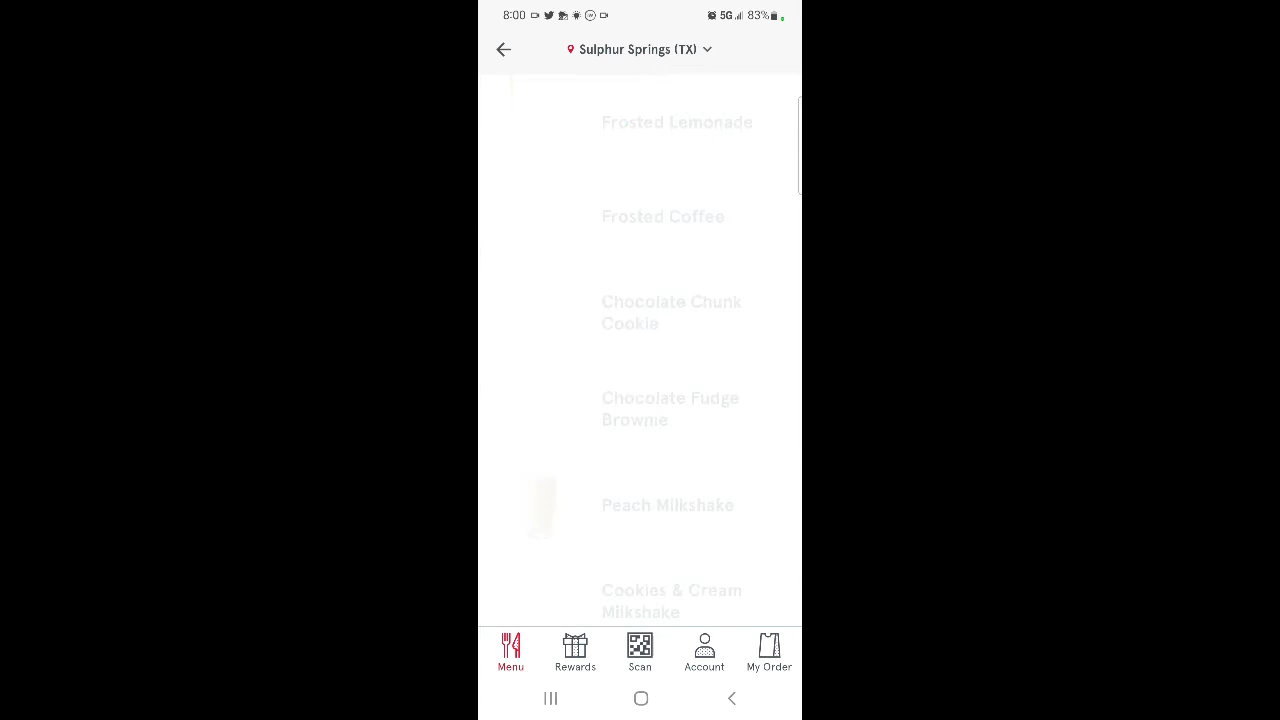 8:00 5G 83%
Sulphur Springs (TX)
Frosted Lemonade
Frosted Coffee
Chocolate Chunk
Cookie
Chocolate Fudge
Brownie
Peach Milkshake
Cookies & Cream
Milkshake
Menu Rewards Scan Account My Order